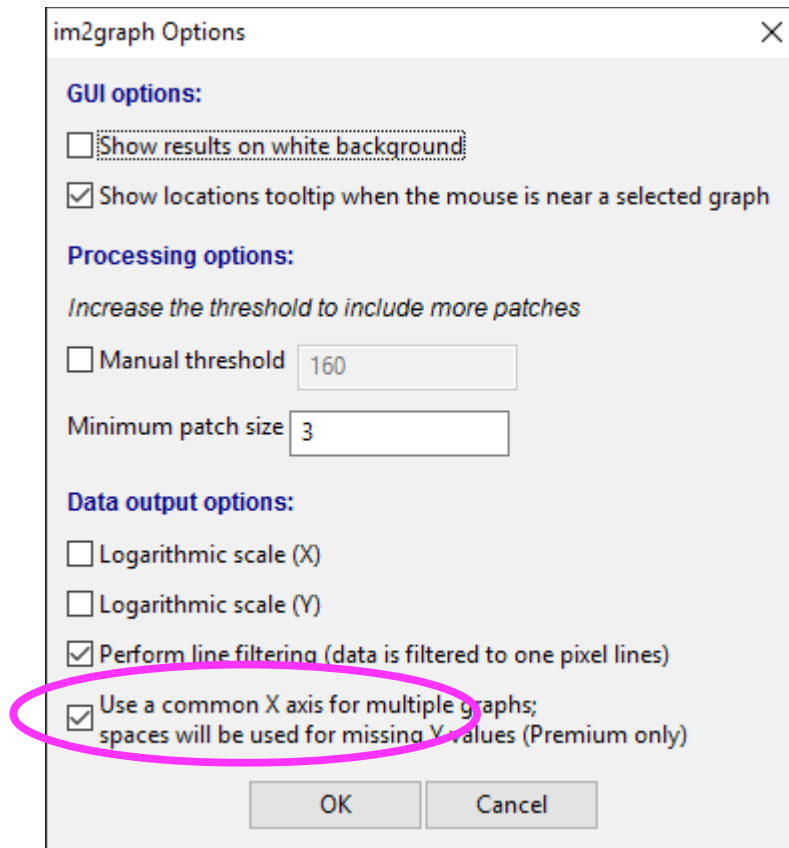 im2graph Options
GUI options:
Show results on white background
Show locations tooltip when the mouse is near a selected graph
Processing options:
Increase the threshold to include more patches
Manual threshold 160
Minimum patch size 3
Data output options:
Logarithmic scale (X)
Logarithmic scale (Y)
Perform line filtering (data is filtered to one pixel lines)
Use a common X axis for multiple graphs;
spaces will be used for missing Y values (Premium only)
OK Cancel